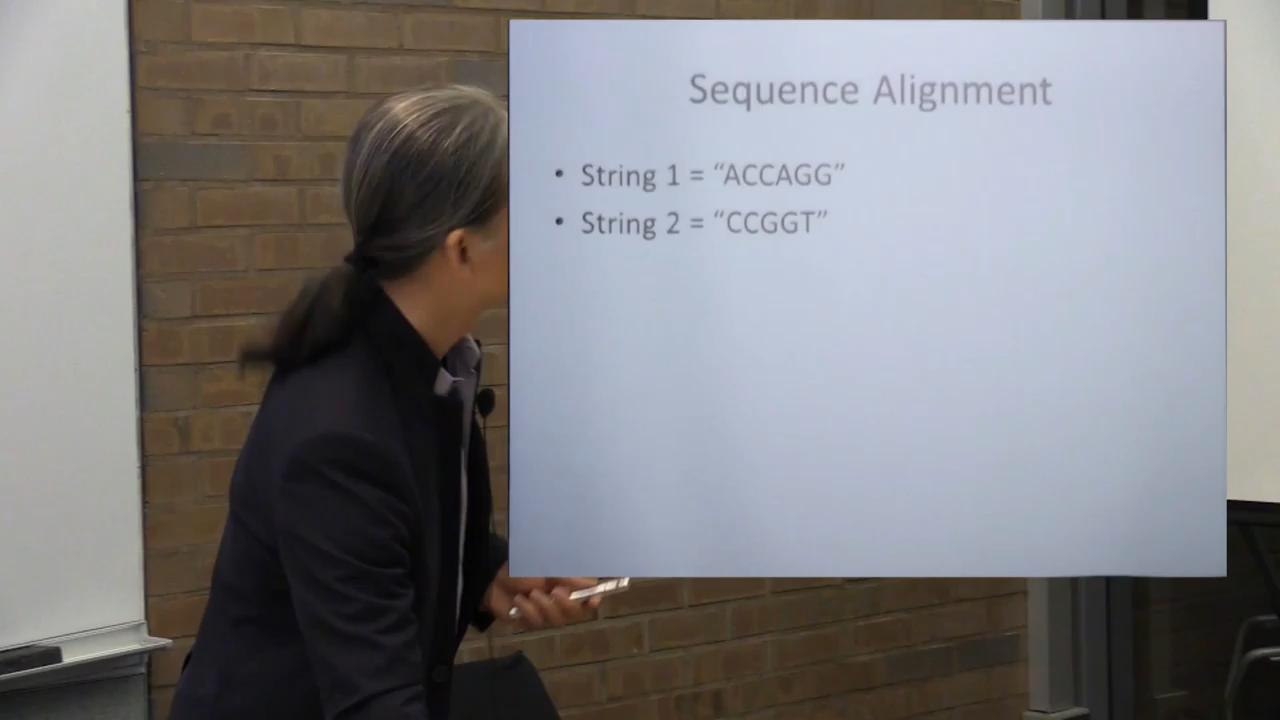 Sequence Alignment
• String 1 = “ACCAGG”
• String 2 = “CCGGT”